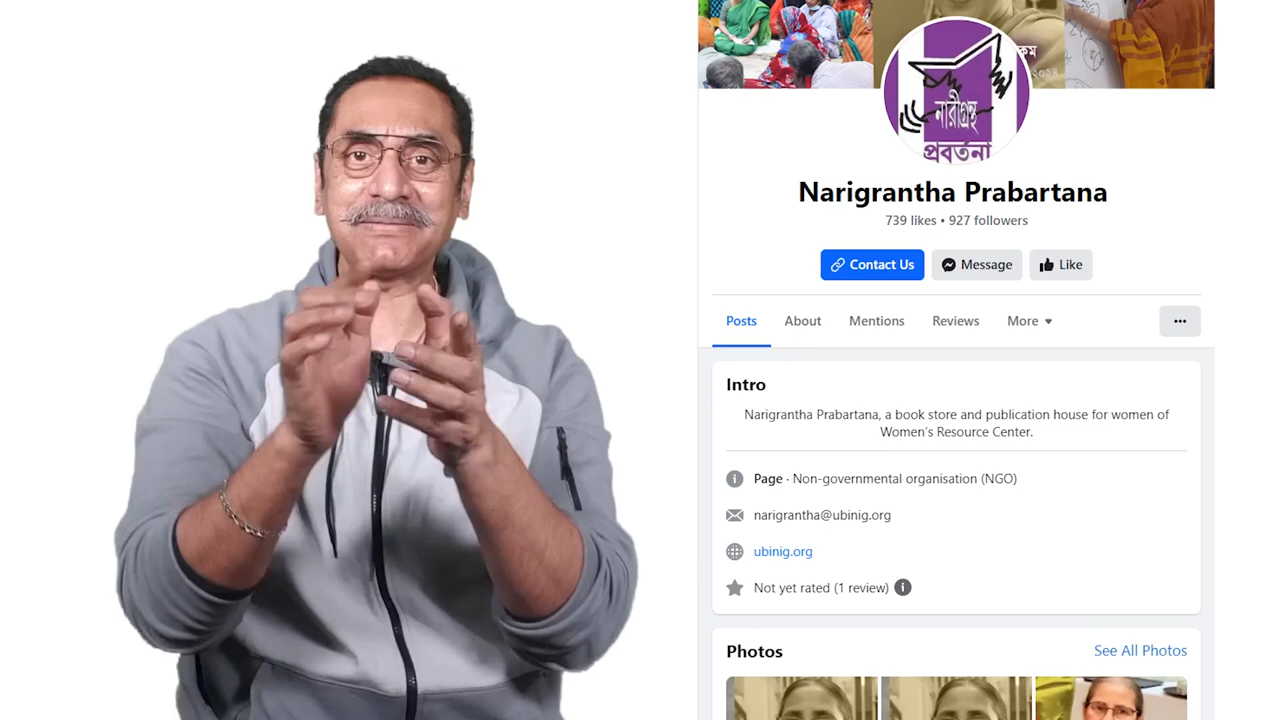 কম
২০২৪
নারীগ্রন্থ
প্রবর্তনা
Narigrantha Prabartana
739 likes • 927 followers
Contact Us
Message
Like
Posts
About
Mentions
Reviews
More
Intro
Narigrantha Prabartana, a book store and publication house for women of
Women's Resource Center.
Page · Non-governmental organisation (NGO)
narigrantha@ubinig.org
ubinig.org
Not yet rated (1 review)
Photos
See All Photos